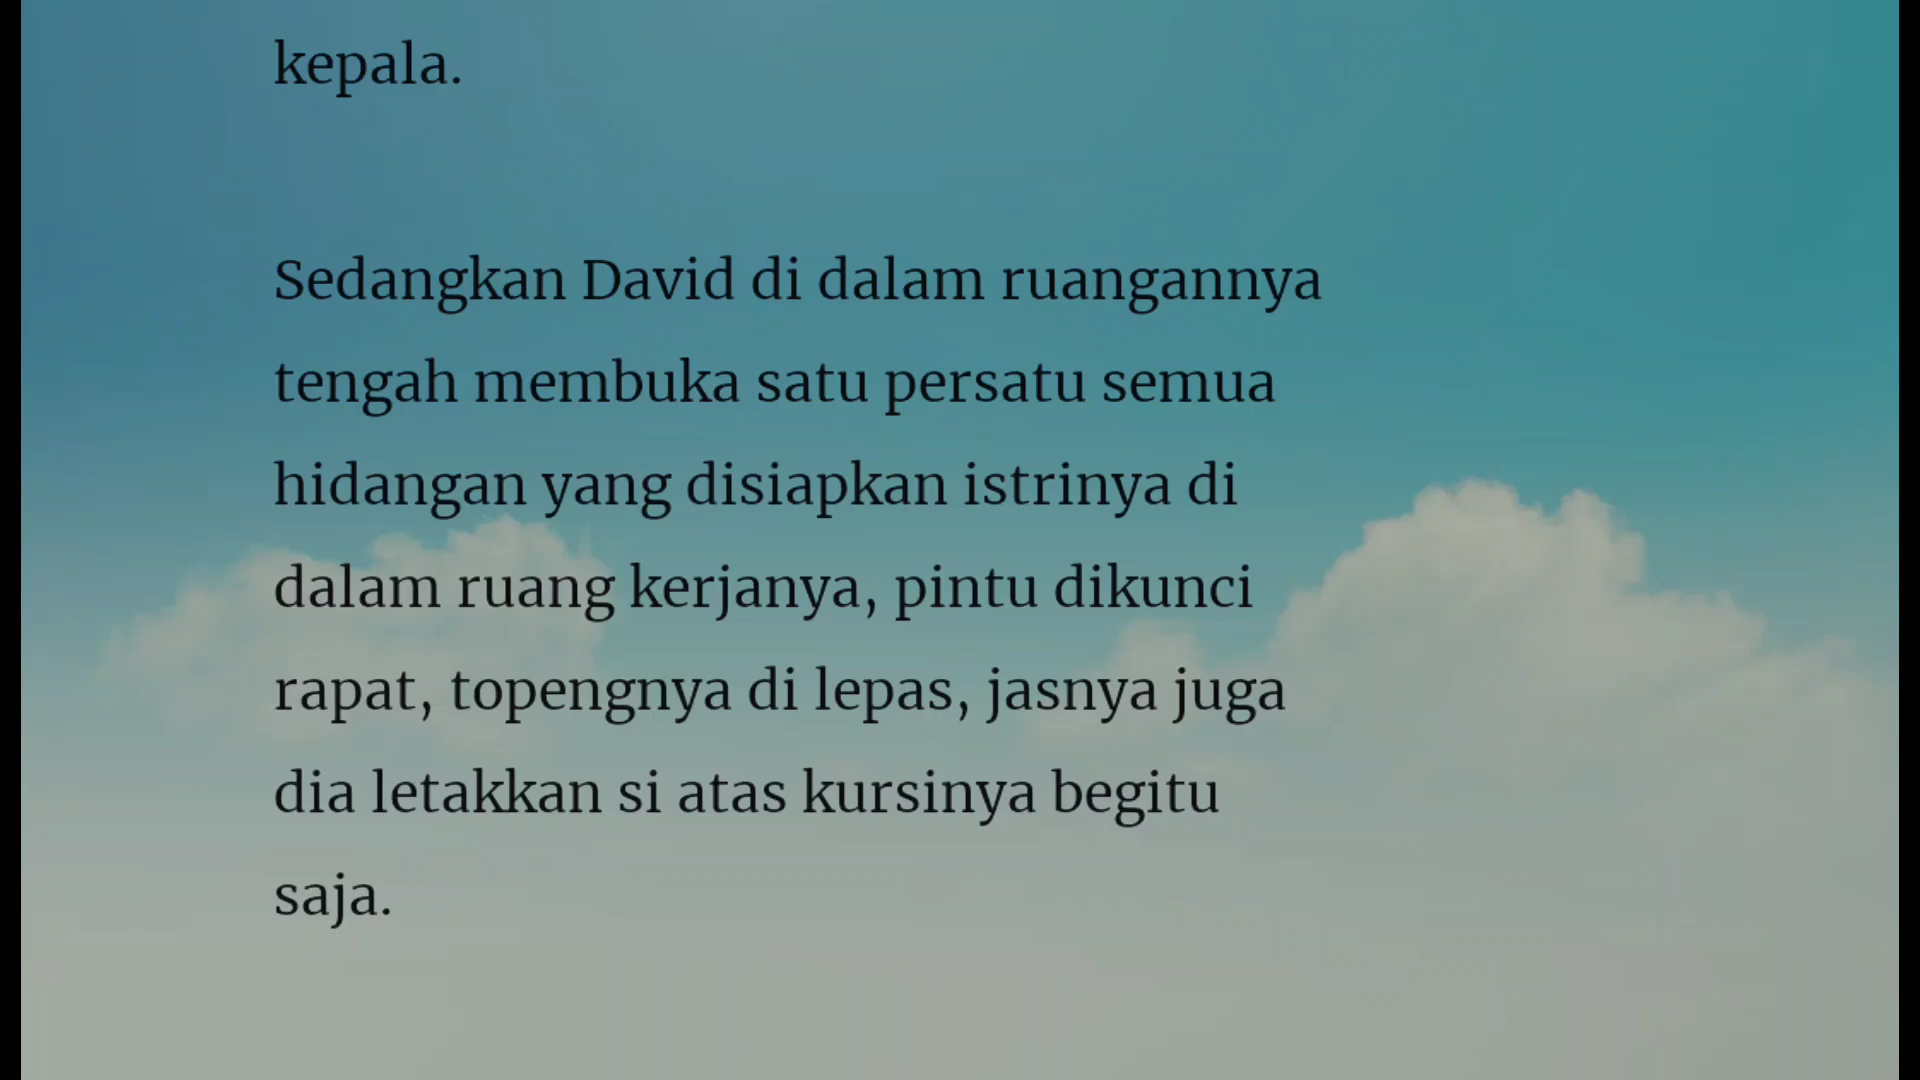 kepala.
Sedangkan David di dalam ruangannya
tengah membuka satu persatu semua
hidangan yang disiapkan istrinya di
dalam ruang kerjanya, pintu dikunci
rapat, topengnya di lepas, jasnya juga
dia letakkan si atas kursinya begitu
saja.